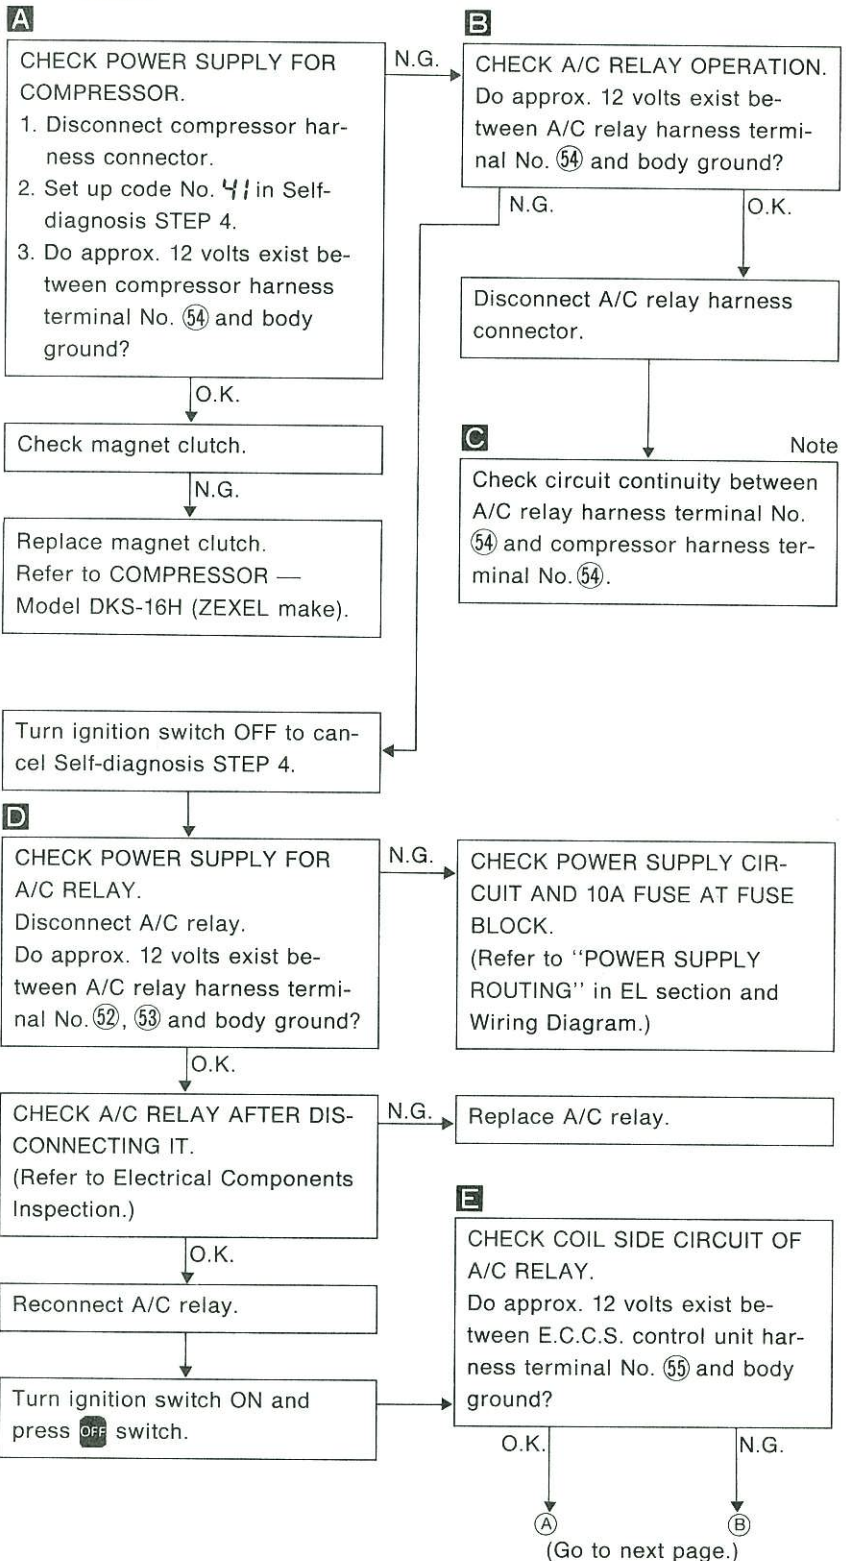 A
CHECK POWER SUPPLY FOR
COMPRESSOR.
1. Disconnect compressor har-
ness connector.
2. Set up code No. 41 in Self-
diagnosis STEP 4.
3. Do approx. 12 volts exist be-
tween compressor harness
terminal No. 54 and body
ground?
N.G.
B
CHECK A/C RELAY OPERATION.
Do approx. 12 volts exist be-
tween A/C relay harness termi-
nal No. 54 and body ground?
N.G.
O.K.
Disconnect A/C relay harness
connector.
O.K.
Check magnet clutch.
N.G.
Replace magnet clutch.
Refer to COMPRESSOR —
Model DKS-16H (ZEXEL make).
C
Note
Check circuit continuity between
A/C relay harness terminal No.
54 and compressor harness ter-
minal No. 54.
Turn ignition switch OFF to can-
cel Self-diagnosis STEP 4.
D
CHECK POWER SUPPLY FOR
A/C RELAY.
Disconnect A/C relay.
Do approx. 12 volts exist be-
tween A/C relay harness termi-
nal No. 52, 53 and body ground?
N.G.
CHECK POWER SUPPLY CIR-
CUIT AND 10A FUSE AT FUSE
BLOCK.
(Refer to "POWER SUPPLY
ROUTING" in EL section and
Wiring Diagram.)
O.K.
CHECK A/C RELAY AFTER DIS-
CONNECTING IT.
(Refer to Electrical Components
Inspection.)
N.G.
Replace A/C relay.
O.K.
Reconnect A/C relay.
Turn ignition switch ON and
press OFF switch.
E
CHECK COIL SIDE CIRCUIT OF
A/C RELAY.
Do approx. 12 volts exist be-
tween E.C.C.S. control unit har-
ness terminal No. 55 and body
ground?
O.K.
N.G.
A
B
(Go to next page.)